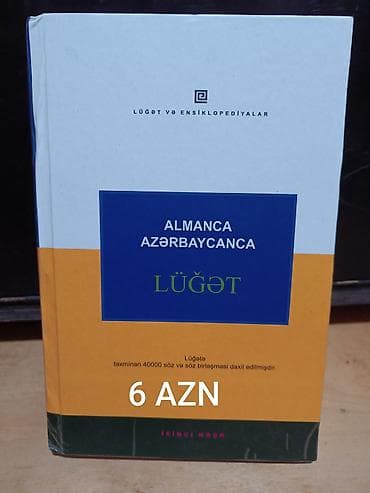 LÜĞƏT VƏ ENSİKLOPEDİYALAR
ALMANCA
AZƏRBAYCANCA
LÜĞƏT
Lüğətə
təxminən 40000 söz və söz birləşməsi daxil edilmişdir
6 AZN
İKİNCİ NƏŞR